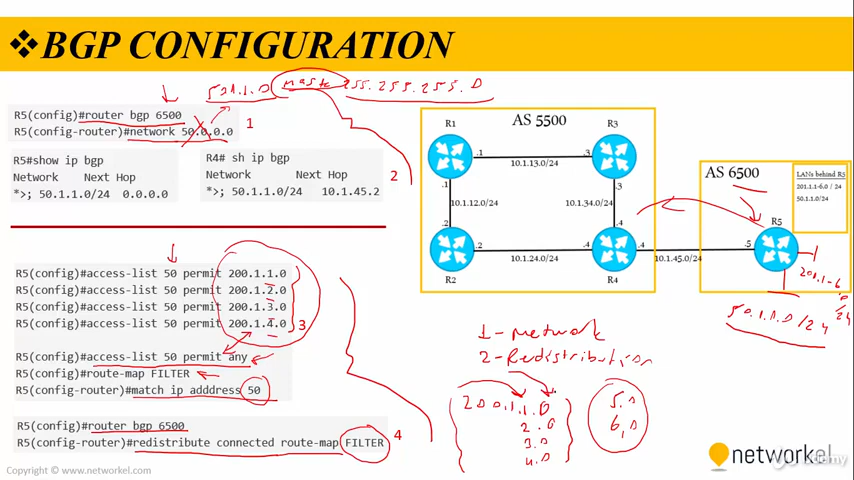 ❖BGP CONFIGURATION
501.1.0 mask 255.255.255.0
R5(config)#router bgp 6500
R5(config-router)#network 50.0.0.0
1
R5#show ip bgp
Network Next Hop
*>; 50.1.1.0/24 0.0.0.0
R4# sh ip bgp
Network Next Hop
*>; 50.1.1.0/24 10.1.45.2
2
R5(config)#access-list 50 permit 200.1.1.0
R5(config)#access-list 50 permit 200.1.2.0
R5(config)#access-list 50 permit 200.1.3.0
R5(config)#access-list 50 permit 200.1.4.0
3
R5(config)#access-list 50 permit any
R5(config)#route-map FILTER
R5(config-router)#match ip adddress 50
R5(config)#router bgp 6500
R5(config-router)#redistribute connected route-map FILTER
4
AS 5500
R1
R3
.1
10.1.13.0/24
.3
.1
.3
10.1.12.0/24
10.1.34.0/24
.2
.4
.2
10.1.24.0/24
.4
.4
R2
R4
10.1.45.0/24
.5
AS 6500
R5
LANs behind R5
201.1.1-6.0 / 24
50.1.1.0/24
200.1-6
.0
/24
50.1.1.0/24
1-network
2-Redistribution
200.1.1.0
2.0
3.0
4.0
5.0
6.0
networkel
ûdemy
Copyright © www.networkel.com